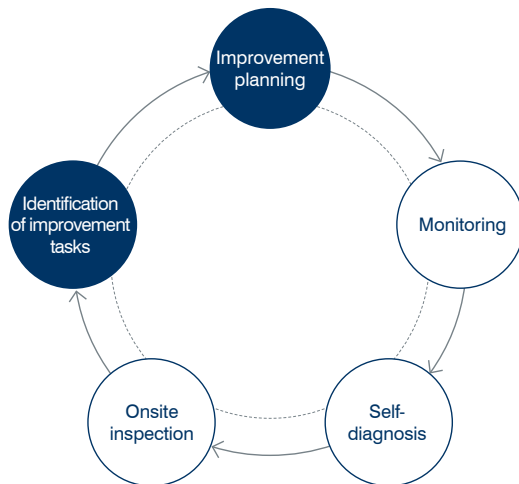 Improvement
planning
Monitoring
Self-
diagnosis
Onsite
inspection
Identification
of improvement
tasks